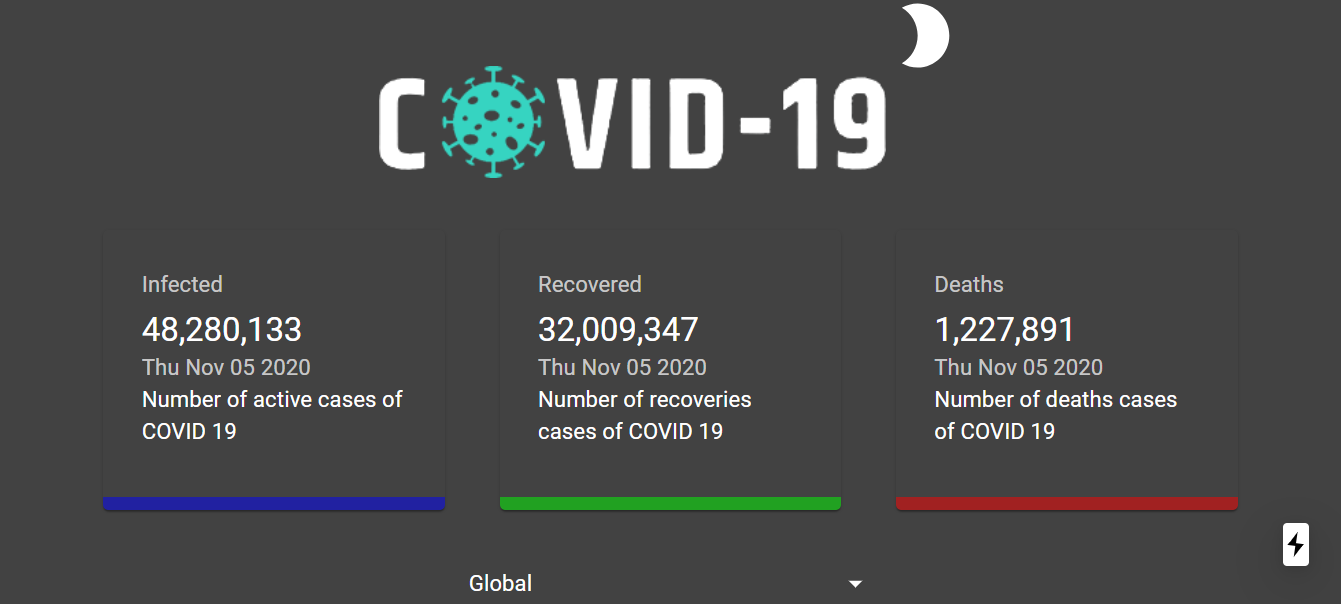 COVID-19
Infected
48,280,133
Thu Nov 05 2020
Number of active cases of
COVID 19
Recovered
32,009,347
Thu Nov 05 2020
Number of recoveries
cases of COVID 19
Deaths
1,227,891
Thu Nov 05 2020
Number of deaths cases
of COVID 19
Global